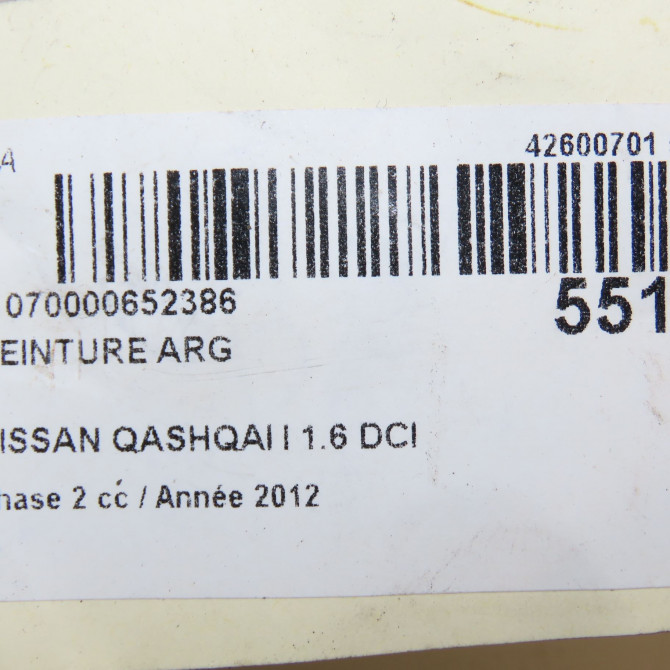 A
42600701
070000652386
551
EINTURE ARG
ISSAN QASHQAI I 1.6 DCI
hase 2 cc / Année 2012